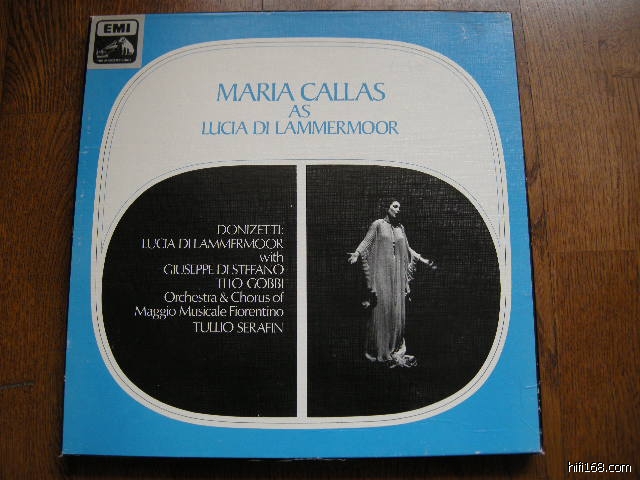 EMI
MARIA CALLAS
AS
LUCIA DI LAMMERMOOR
DONIZETTI:
LUCIA DI LAMMERMOOR
with
GIUSEPPE DI STEFANO
TITO GOBBI
Orchestra & Chorus of
Maggio Musicale Fiorentino
TULLIO SERAFIN
hifi168.com